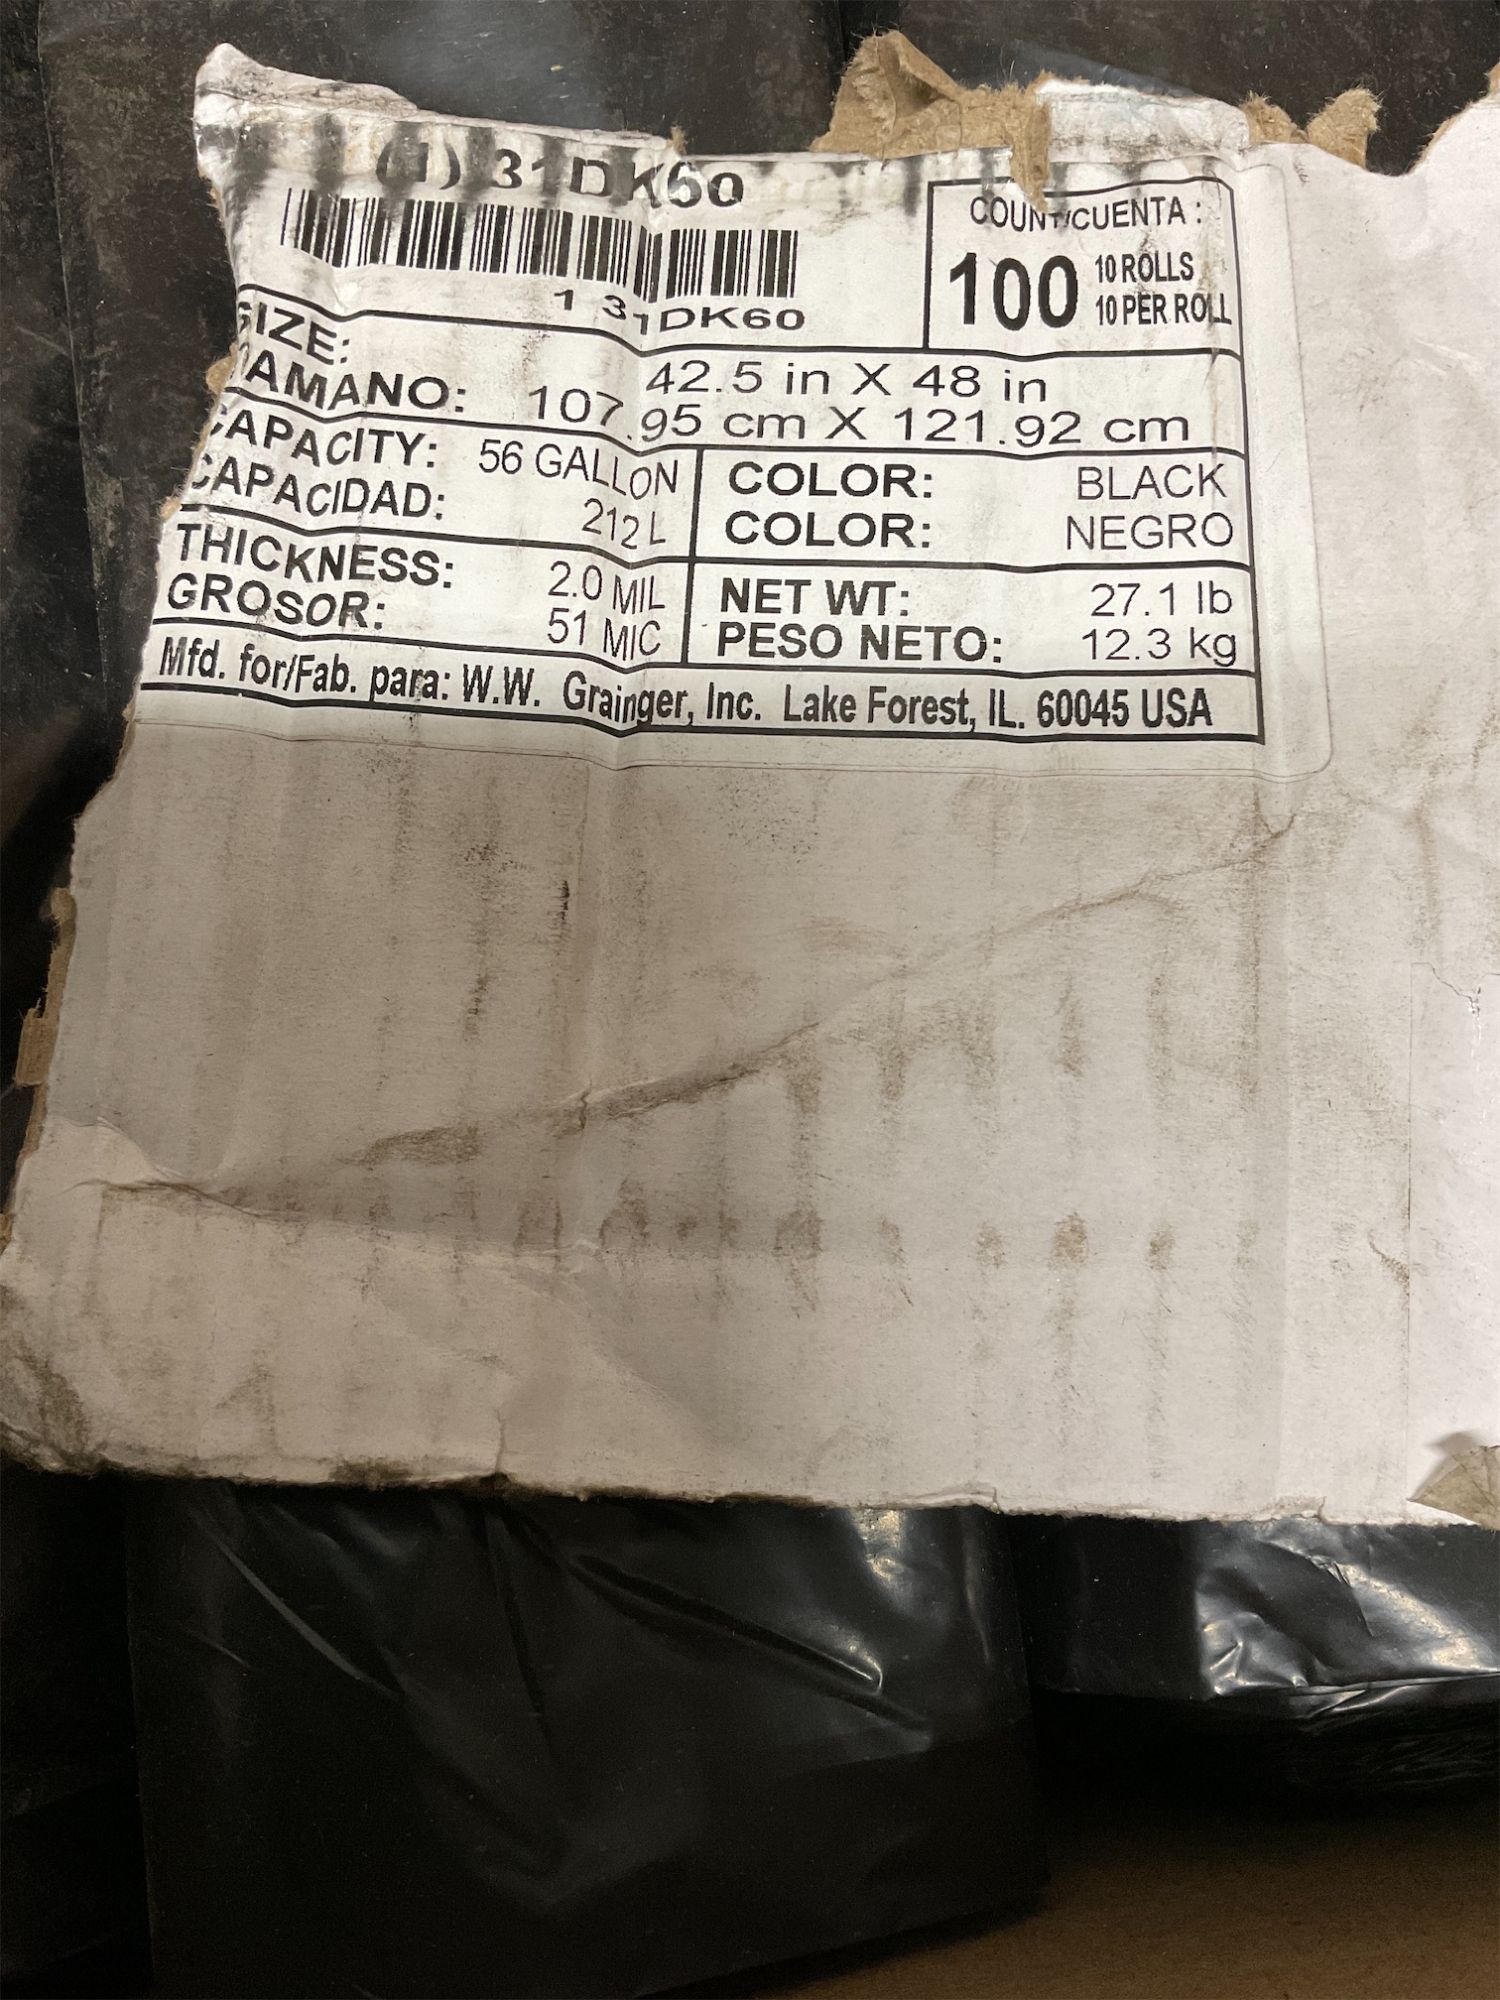 (1) 31DK60
1 31DK60
COUNT/CUENTA :
100 10 ROLLS
10 PER ROLL
SIZE: 42.5 in X 48 in
TAMANO: 107.95 cm X 121.92 cm
CAPACITY: 56 GALLON
CAPACIDAD: 212 L
COLOR: BLACK
COLOR: NEGRO
THICKNESS: 2.0 MIL
GROSOR: 51 MIC
NET WT: 27.1 lb
PESO NETO: 12.3 kg
Mfd. for/Fab. para: W.W. Grainger, Inc. Lake Forest, IL. 60045 USA